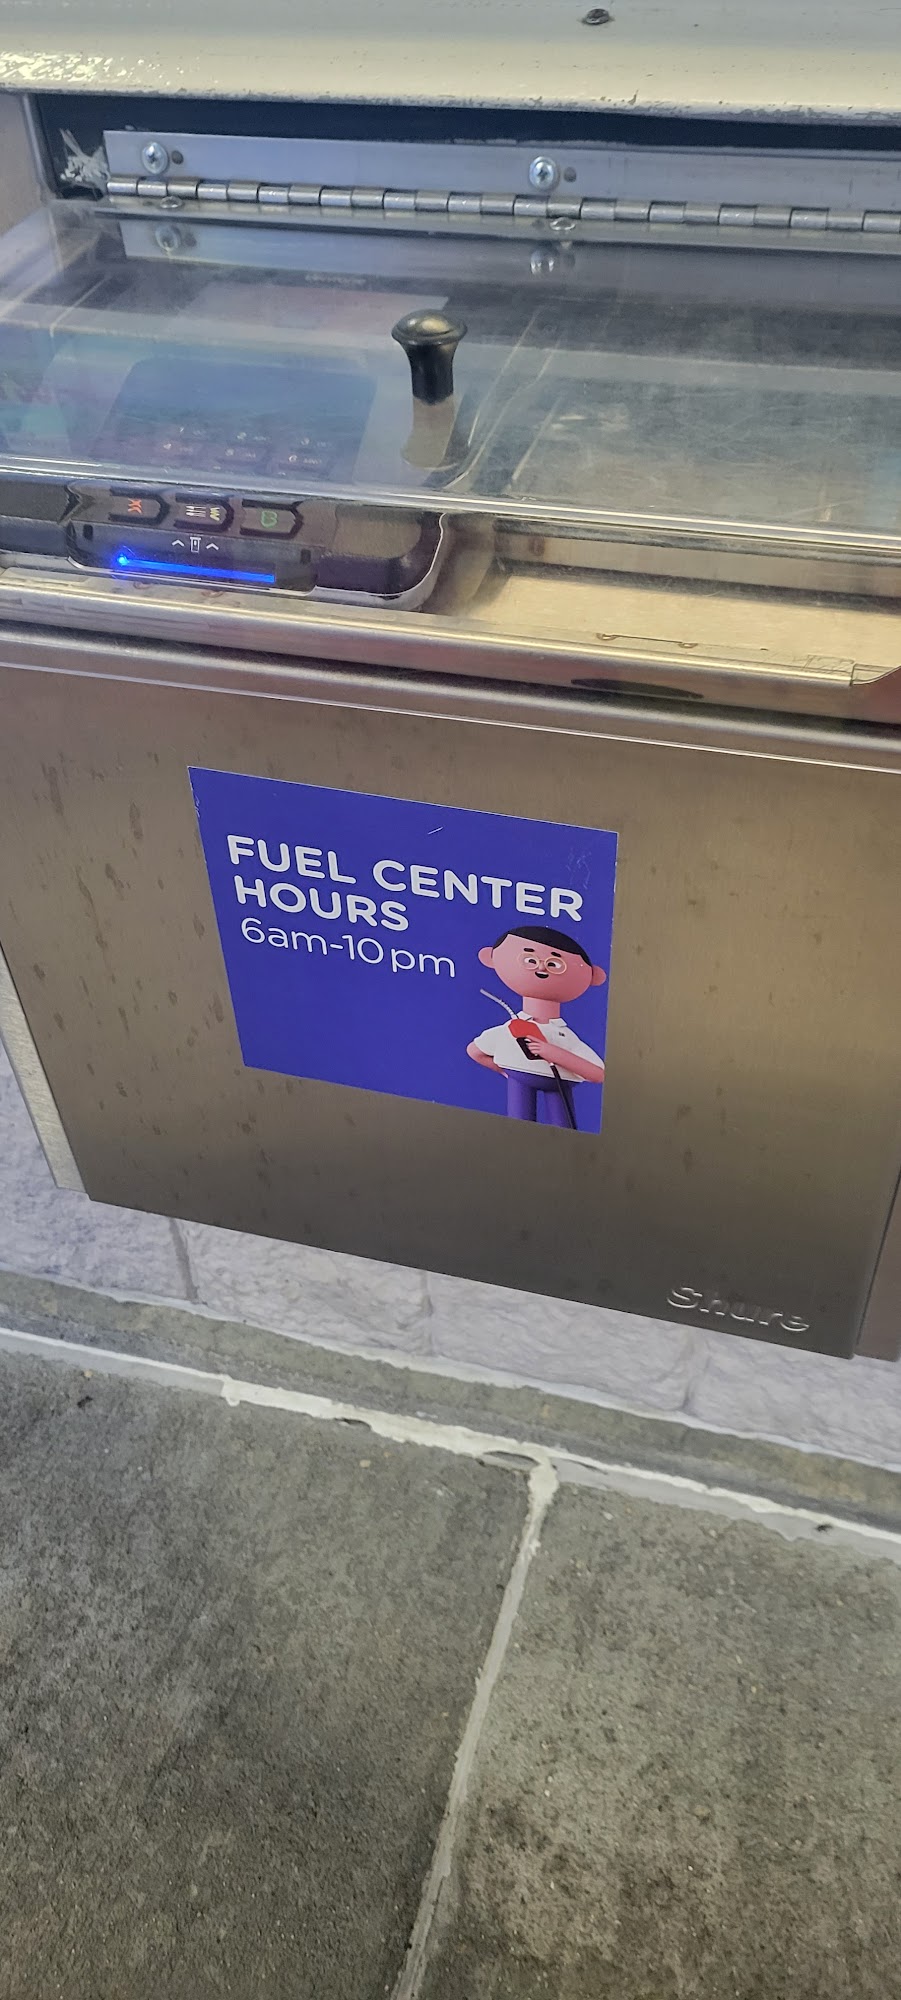 FUEL CENTER
HOURS
6am-10pm
Shure